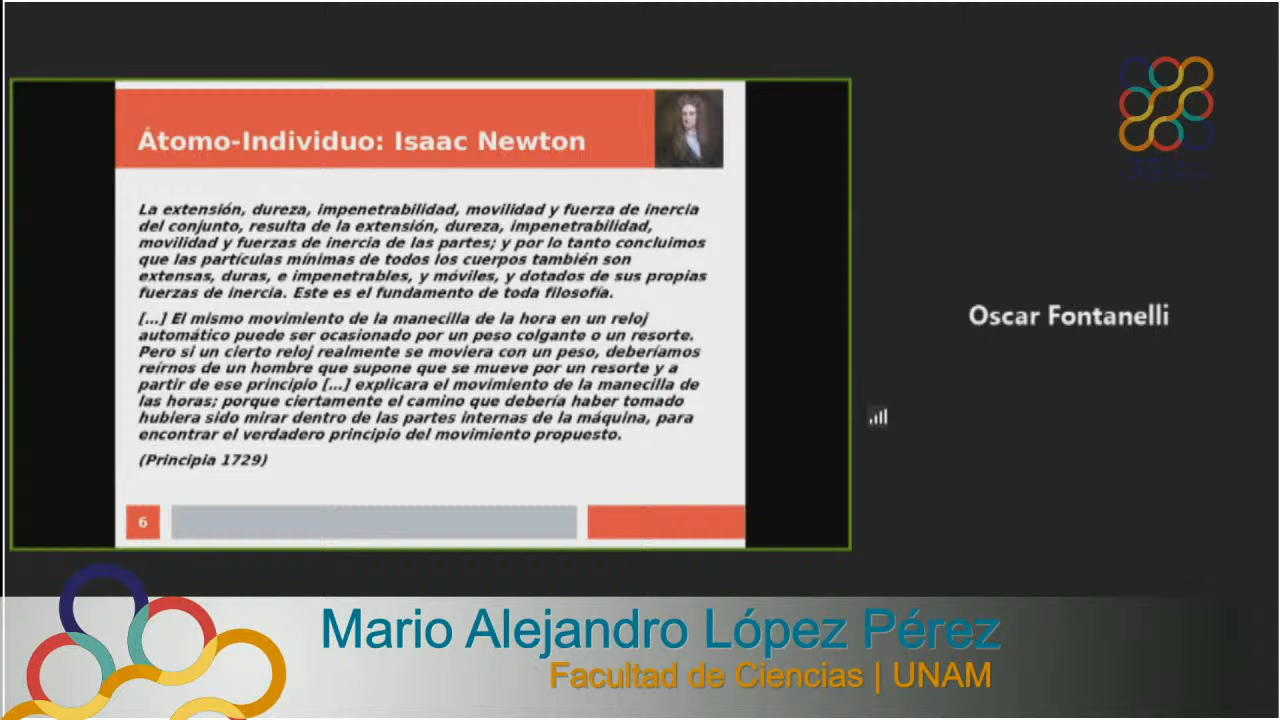 Átomo-Individuo: Isaac Newton
La extensión, dureza, impenetrabilidad, movilidad y fuerza de inercia
del conjunto, resulta de la extensión, dureza, impenetrabilidad,
movilidad y fuerzas de inercia de las partes; y por lo tanto concluimos
que las partículas mínimas de todos los cuerpos también son
extensas, duras, e impenetrables, y móviles, y dotados de sus propias
fuerzas de inercia. Este es el fundamento de toda filosofía.
[...] El mismo movimiento de la manecilla de la hora en un reloj
automático puede ser ocasionado por un peso colgante o un resorte.
Pero si un cierto reloj realmente se moviera con un peso, deberíamos
reírnos de un hombre que supone que se mueve por un resorte y a
partir de ese principio [...] explicara el movimiento de la manecilla de
las horas; porque ciertamente el camino que debería haber tomado
hubiera sido mirar dentro de las partes internas de la máquina, para
encontrar el verdadero principio del movimiento propuesto.
(Principia 1729)
6
Oscar Fontanelli
Mario Alejandro López Pérez
Facultad de Ciencias | UNAM